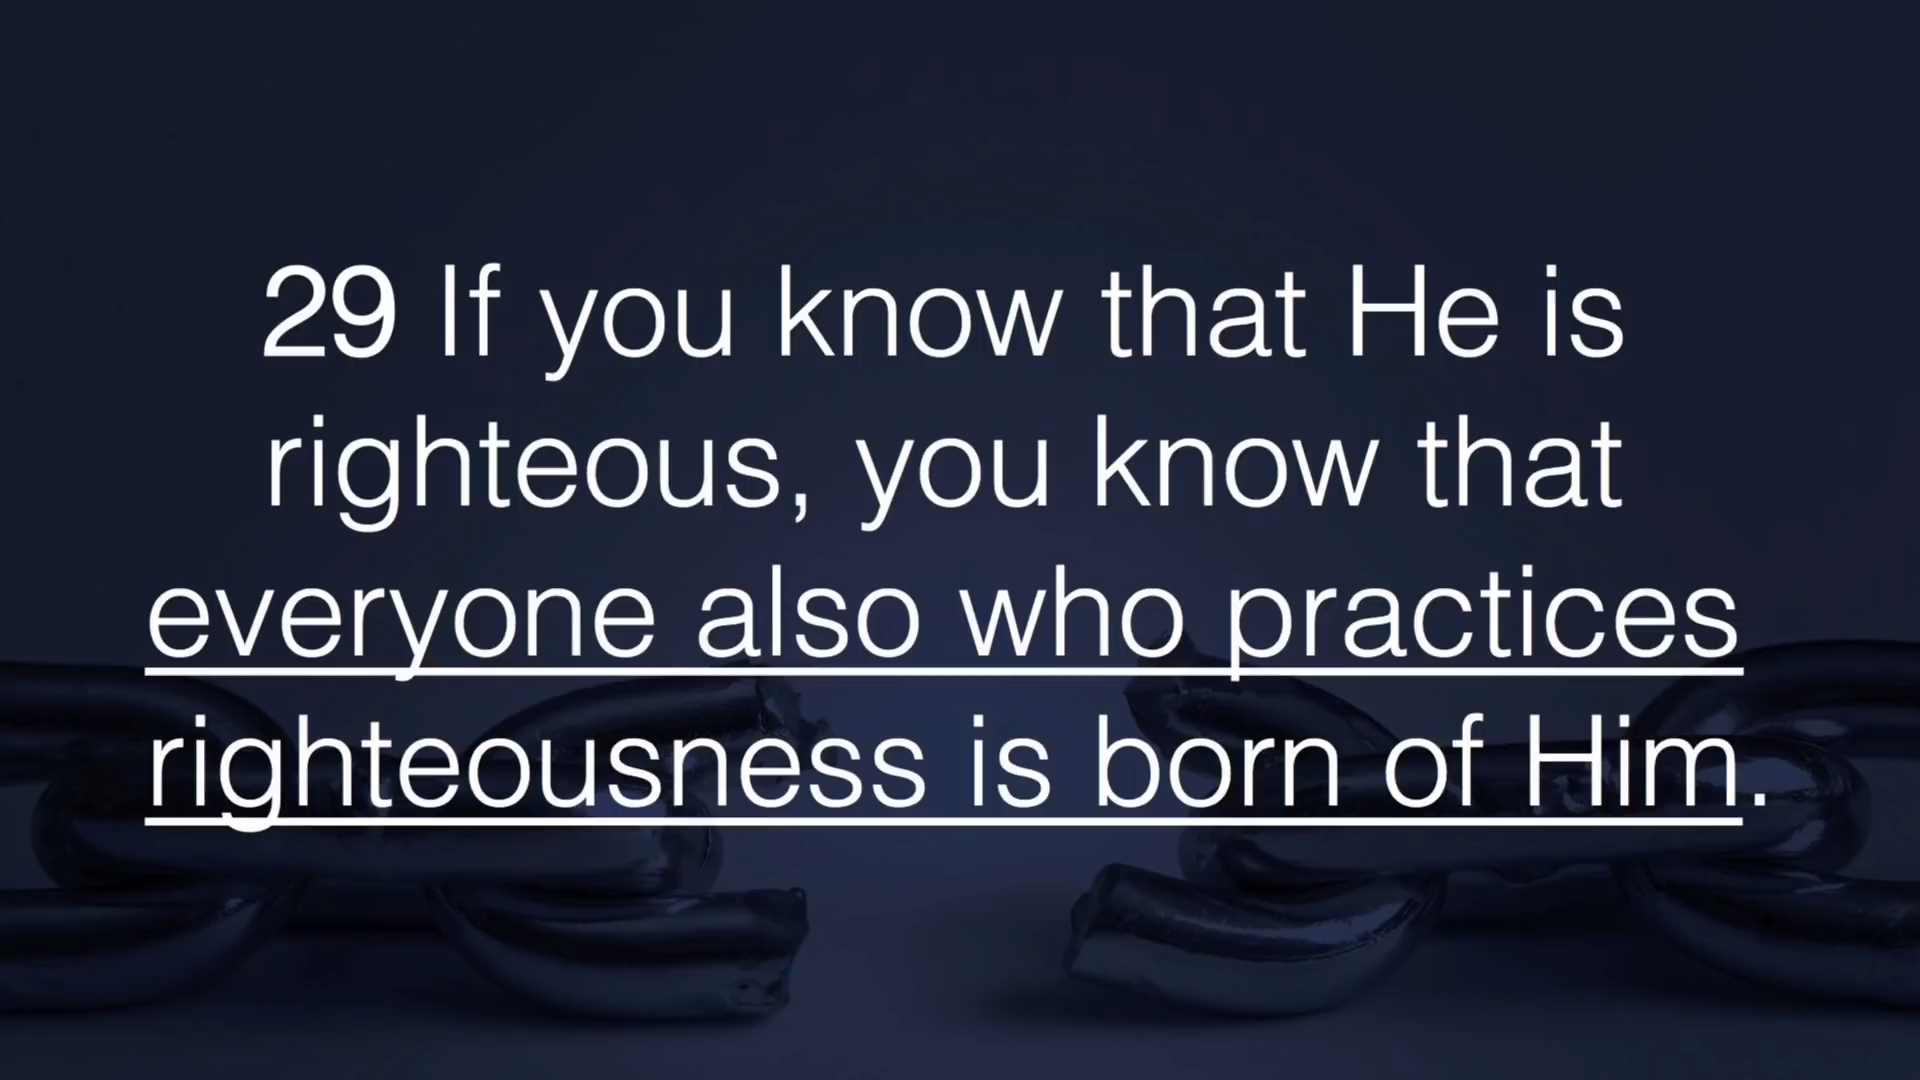 29 If you know that He is
righteous, you know that
everyone also who practices
righteousness is born of Him.